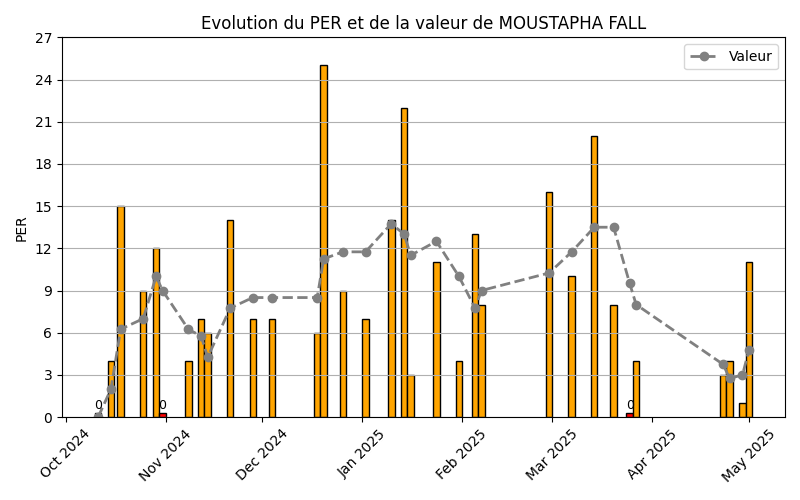 Evolution du PER et de la valeur de MOUSTAPHA FALL
Valeur
27
24
21
18
15
12
9
6
3
0
PER
0
0
0
Oct 2024
Nov 2024
Dec 2024
Jan 2025
Feb 2025
Mar 2025
Apr 2025
May 2025